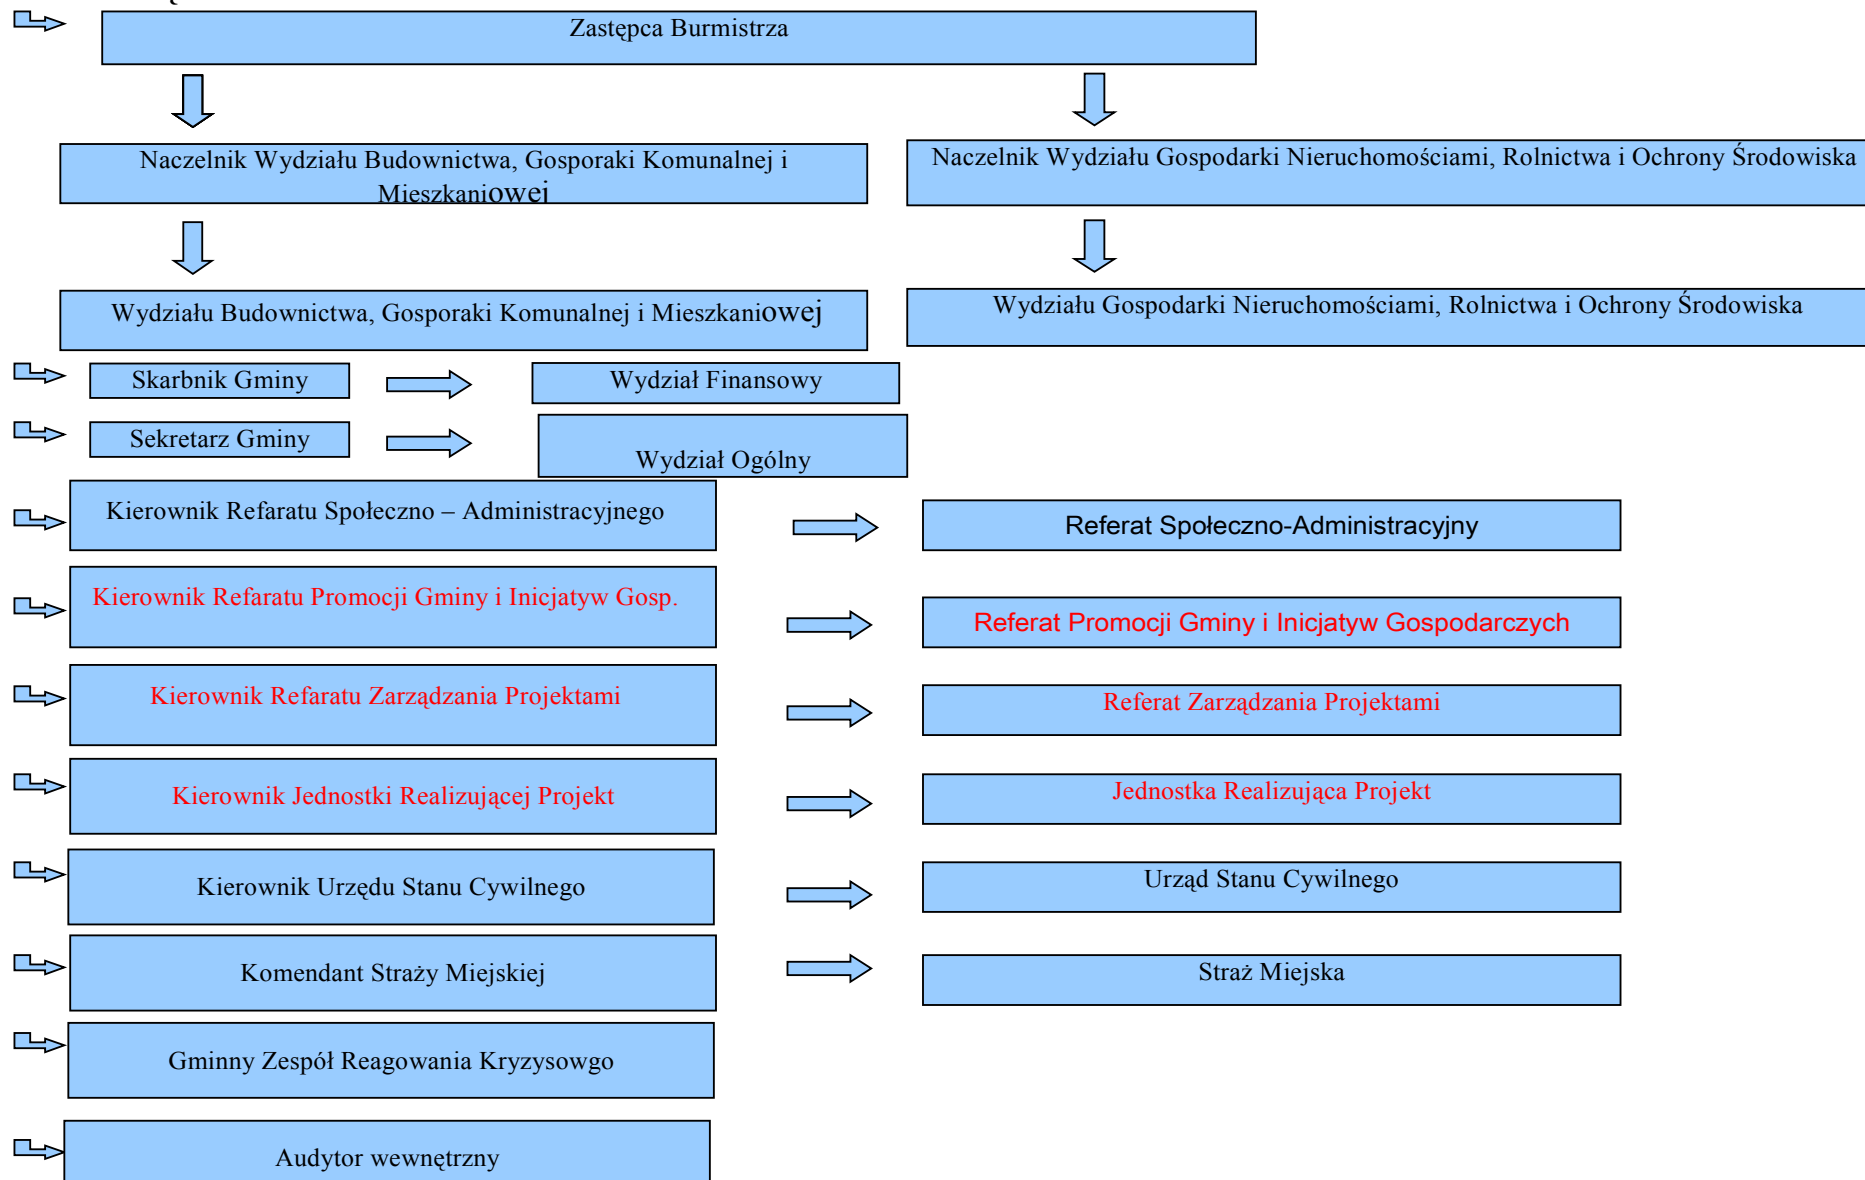 Zastępca Burmistrza
Naczelnik Wydziału Budownictwa, Gosporaki Komunalnej i
Mieszkaniowej
Naczelnik Wydziału Gospodarki Nieruchomościami, Rolnictwa i Ochrony Środowiska
Wydziału Budownictwa, Gosporaki Komunalnej i Mieszkaniowej
Wydziału Gospodarki Nieruchomościami, Rolnictwa i Ochrony Środowiska
Skarbnik Gminy
Wydział Finansowy
Sekretarz Gminy
Wydział Ogólny
Kierownik Refaratu Społeczno – Administracyjnego
Referat Społeczno-Administracyjny
Kierownik Refaratu Promocji Gminy i Inicjatyw Gosp.
Referat Promocji Gminy i Inicjatyw Gospodarczych
Kierownik Refaratu Zarządzania Projektami
Referat Zarządzania Projektami
Kierownik Jednostki Realizującej Projekt
Jednostka Realizująca Projekt
Kierownik Urzędu Stanu Cywilnego
Urząd Stanu Cywilnego
Komendant Straży Miejskiej
Straż Miejska
Gminny Zespół Reagowania Kryzysowgo
Audytor wewnętrzny